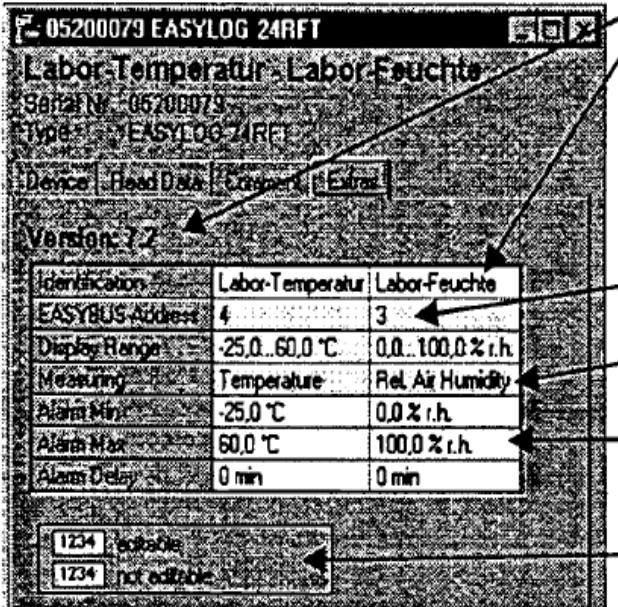 05200079 EASYLOG 24RFT
Labor-Temperatur - Labor-Feuchte
Serial Nr. 05200079
Type: EASYLOG 24RFT
Device Read Data Comment Extras
Version: ?.2
Identification Labor-Temperatur Labor-Feuchte
EASYBUS-Address 4 3
Display Range -25,0...60,0 °C 0,0...100,0 % r.h.
Measuring Temperature Rel. Air Humidity
Alarm Min -25,0 °C 0,0 % r.h.
Alarm Max 60,0 °C 100,0 % r.h.
Alarm Delay 0 min 0 min
1234 editable
1234 not editable